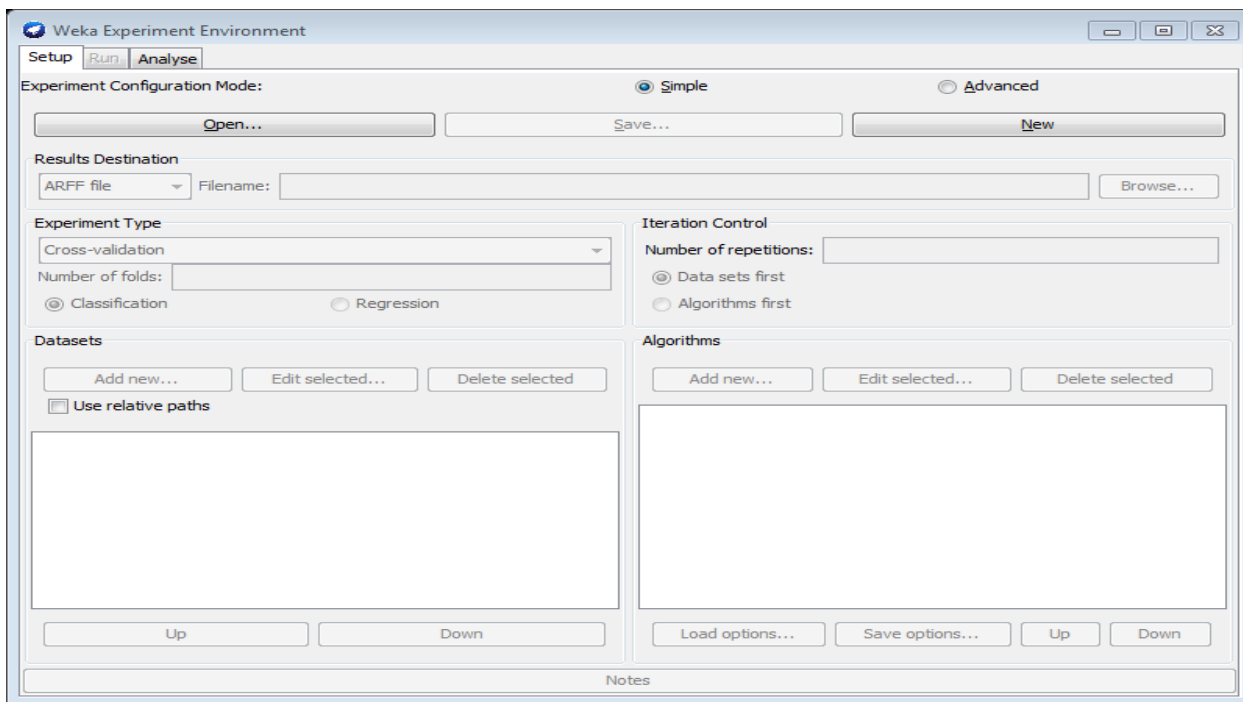 Weka Experiment Environment
Setup Run Analyse
Experiment Configuration Mode: Simple Advanced
Open... Save... New
Results Destination
ARFF file Filename: Browse...
Experiment Type Iteration Control
Cross-validation Number of repetitions:
Number of folds: Data sets first
Classification Regression Algorithms first
Datasets Algorithms
Add new... Edit selected... Delete selected Add new... Edit selected... Delete selected
Use relative paths
Up Down Load options... Save options... Up Down
Notes